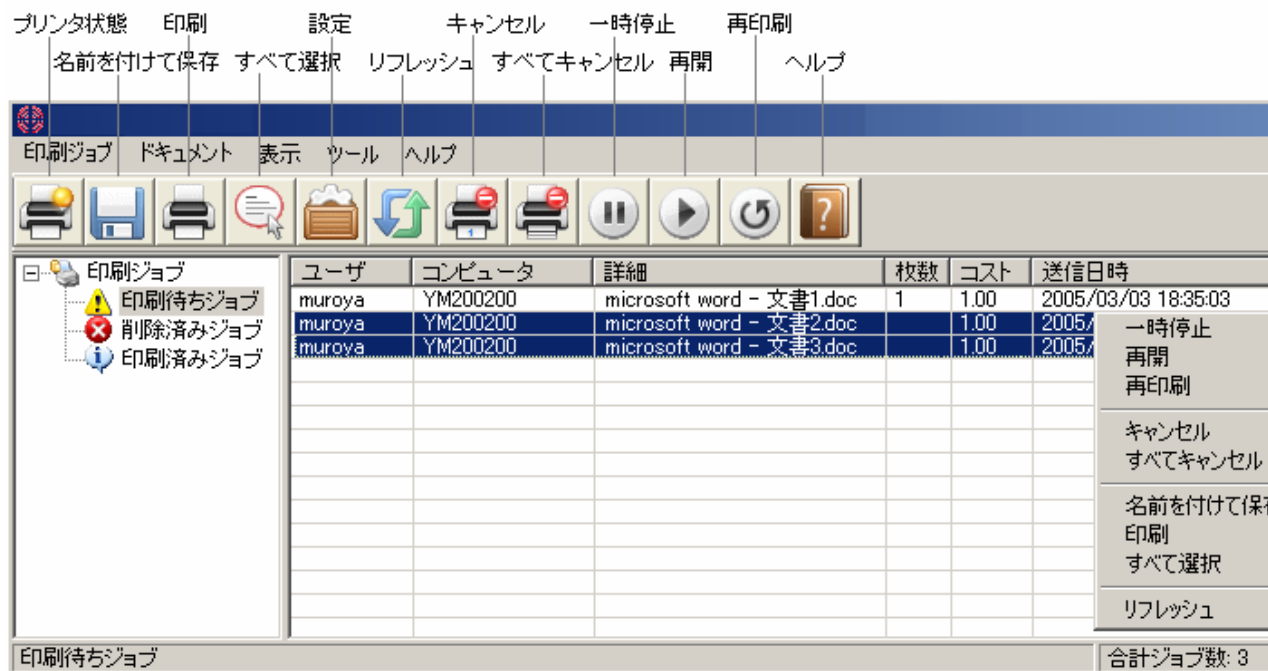 プリンタ状態 印刷 設定 キャンセル 一時停止 再印刷
名前を付けて保存 すべて選択 リフレッシュ すべてキャンセル 再開 ヘルプ
印刷ジョブ ドキュメント 表示 ツール ヘルプ
印刷ジョブ
印刷待ちジョブ
削除済みジョブ
印刷済みジョブ
ユーザ コンピュータ 詳細 枚数 コスト 送信日時
muroya YM200200 microsoft word - 文書1.doc 1 1.00 2005/03/03 18:35:03
muroya YM200200 microsoft word - 文書2.doc 1.00 2005/
muroya YM200200 microsoft word - 文書3.doc 1.00 2005/
一時停止
再開
再印刷
キャンセル
すべてキャンセル
名前を付けて保存
印刷
すべて選択
リフレッシュ
印刷待ちジョブ 合計ジョブ数: 3